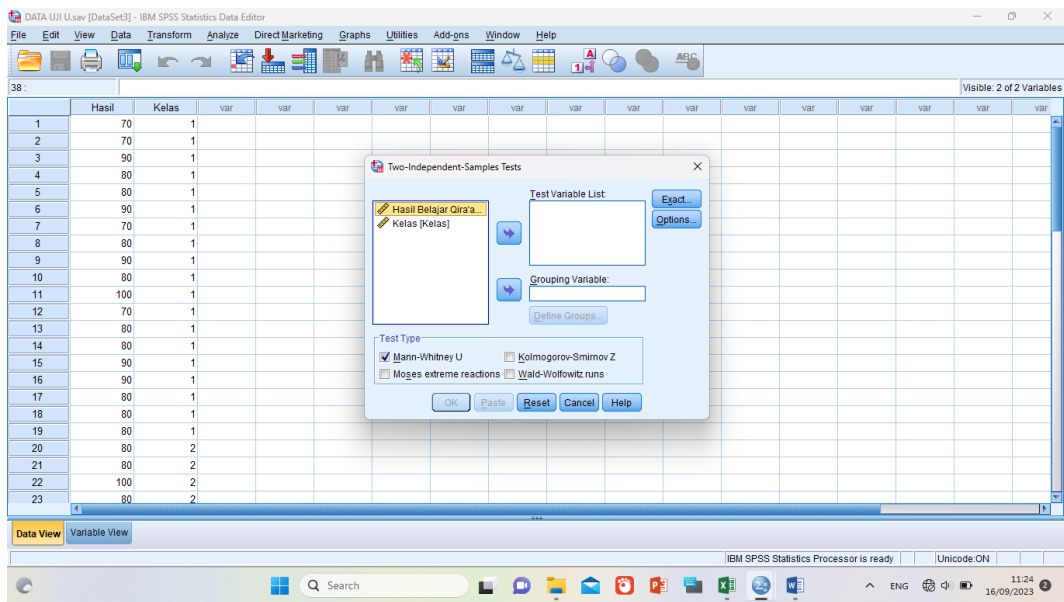 DATA UJI U.sav [DataSet3] - IBM SPSS Statistics Data Editor
File Edit View Data Transform Analyze Direct Marketing Graphs Utilities Add-ons Window Help
38 :
Visible: 2 of 2 Variables
Hasil Kelas var var var var var var var var var var var var var var var
1 70 1
2 70 1
3 90 1
4 80 1
5 80 1
6 90 1
7 70 1
8 80 1
9 90 1
10 80 1
11 100 1
12 70 1
13 80 1
14 80 1
15 90 1
16 90 1
17 80 1
18 80 1
19 80 1
20 80 2
21 80 2
22 100 2
23 80 2
Two-Independent-Samples Tests
Test Variable List:
Hasil Belajar Qira'a...
Kelas [Kelas]
Exact...
Options...
Grouping Variable:
Define Groups...
Test Type
Mann-Whitney U Kolmogorov-Smirnov Z
Moses extreme reactions Wald-Wolfowitz runs
OK Paste Reset Cancel Help
Data View Variable View
IBM SPSS Statistics Processor is ready Unicode:ON
Search
ENG
11:24
16/09/2023
2